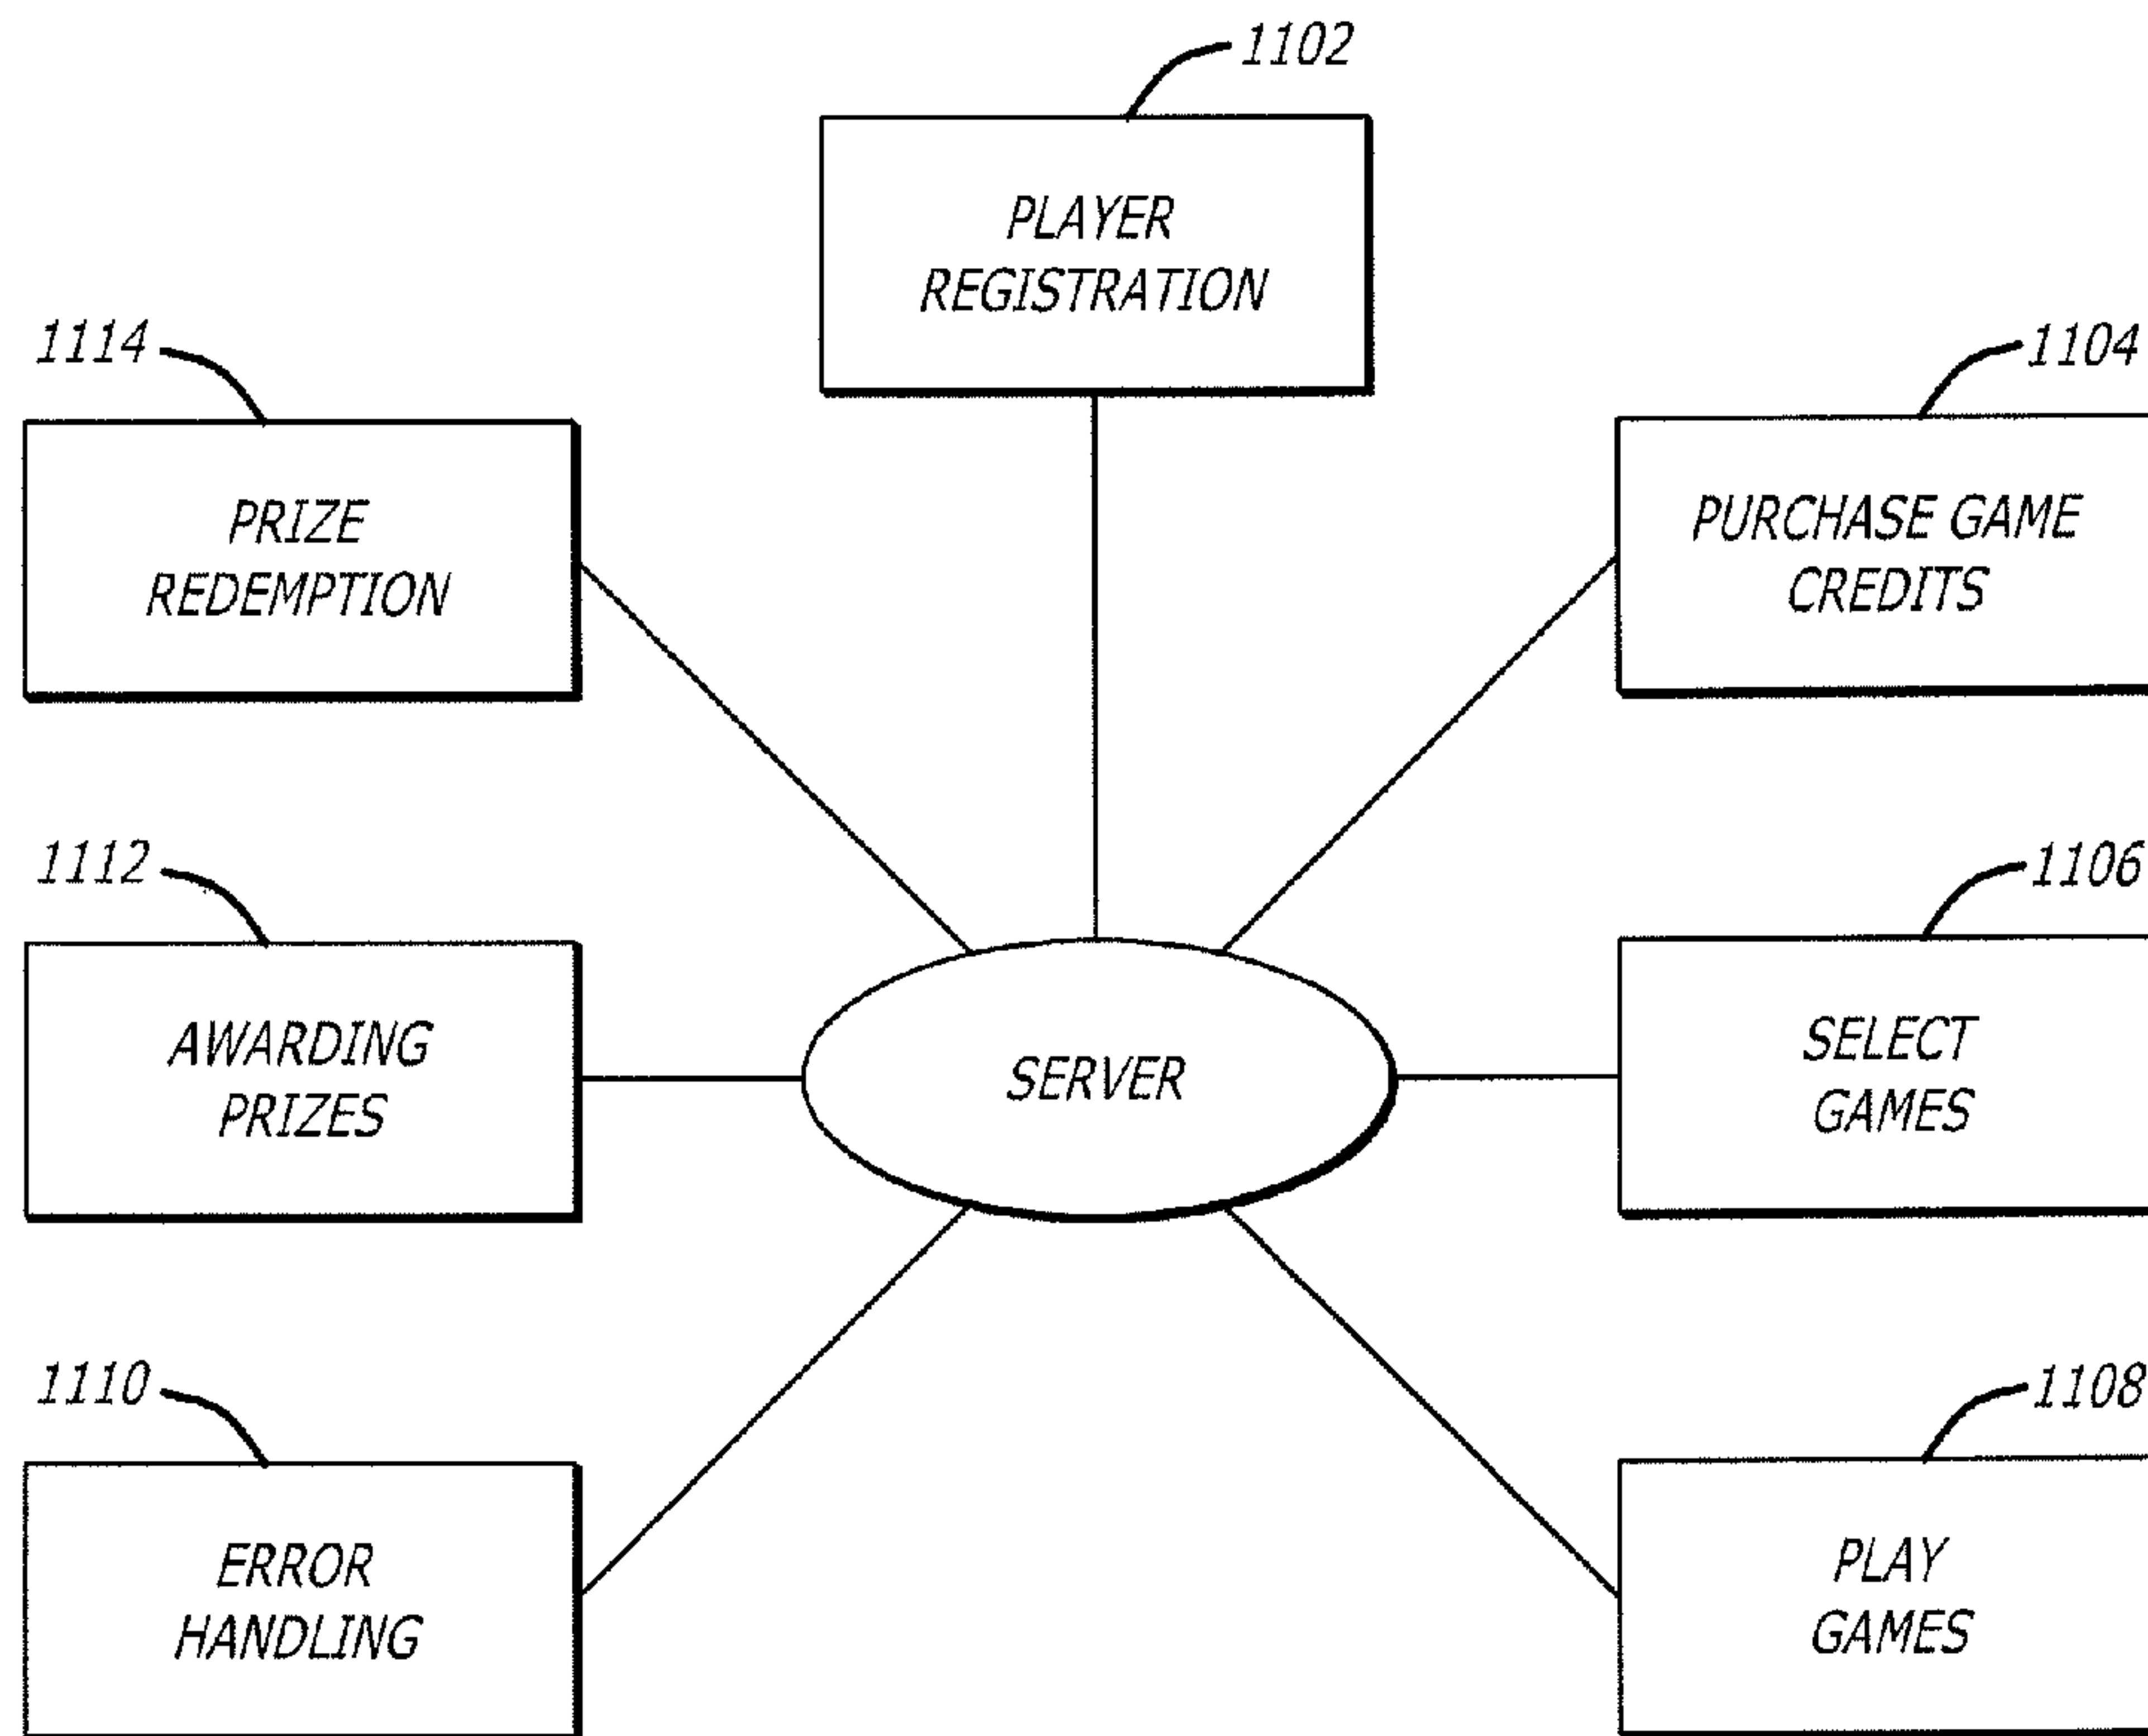 1102
PLAYER
REGISTRATION
1114
1104
PRIZE
REDEMPTION
PURCHASE GAME
CREDITS
1112
1106
AWARDING
PRIZES
SERVER
SELECT
GAMES
1110
1108
ERROR
HANDLING
PLAY
GAMES